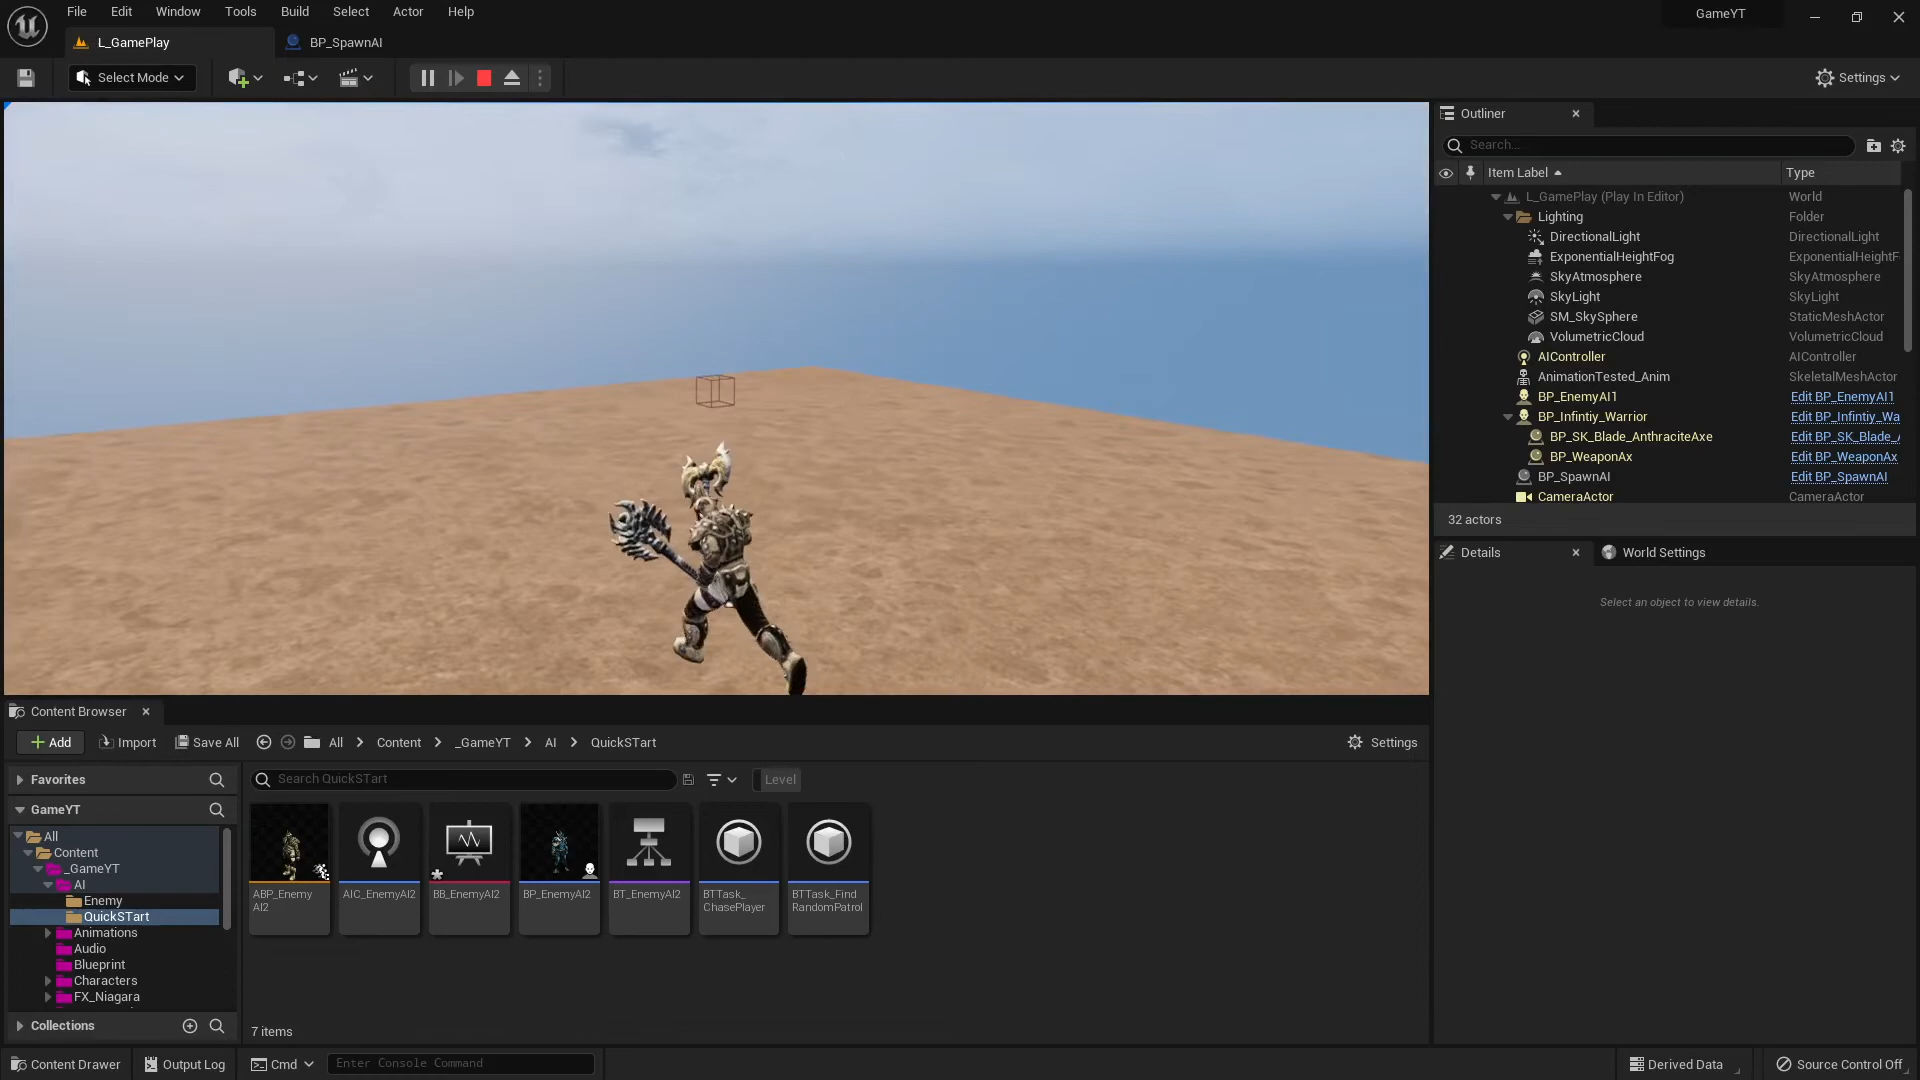 File Edit Window Tools Build Select Actor Help
GameYT
L_GamePlay
BP_SpawnAI
Select Mode
Settings
Outliner
Search...
Item Label
Type
L_GamePlay (Play In Editor)
World
Lighting
Folder
DirectionalLight
DirectionalLight
ExponentialHeightFog
ExponentialHeightF
SkyAtmosphere
SkyAtmosphere
SkyLight
SkyLight
SM_SkySphere
StaticMeshActor
VolumetricCloud
VolumetricCloud
AIController
AIController
AnimationTested_Anim
SkeletalMeshActor
BP_EnemyAI1
Edit BP_EnemyAI1
BP_Infintiy_Warrior
Edit BP_Infintiy_Wa
BP_SK_Blade_AnthraciteAxe
Edit BP_SK_Blade_
BP_WeaponAx
Edit BP_WeaponAx
BP_SpawnAI
Edit BP_SpawnAI
CameraActor
CameraActor
32 actors
Details
World Settings
Select an object to view details.
Content Browser
Add
Import
Save All
All
Content
_GameYT
AI
QuickSTart
Settings
Favorites
Search QuickSTart
Level
GameYT
All
Content
_GameYT
AI
Enemy
QuickSTart
Animations
Audio
Blueprint
Characters
FX_Niagara
Collections
ABP_Enemy
AI2
AIC_EnemyAI2
BB_EnemyAI2
BP_EnemyAI2
BT_EnemyAI2
BTTask_
ChasePlayer
BTTask_Find
RandomPatrol
7 items
Content Drawer
Output Log
Cmd
Enter Console Command
Derived Data
Source Control Off